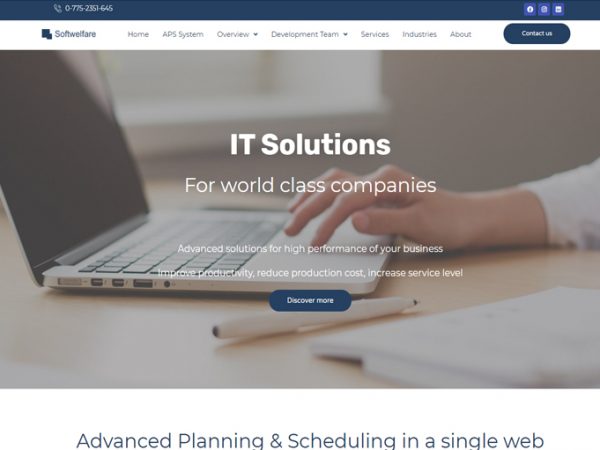 0-775-2351-645
Softwelfare
Home APS System Overview Development Team Services Industries About Contact us
IT Solutions
For world class companies
Advanced solutions for high performance of your business
Improve productivity, reduce production cost, increase service level
Discover more
Advanced Planning & Scheduling in a single web